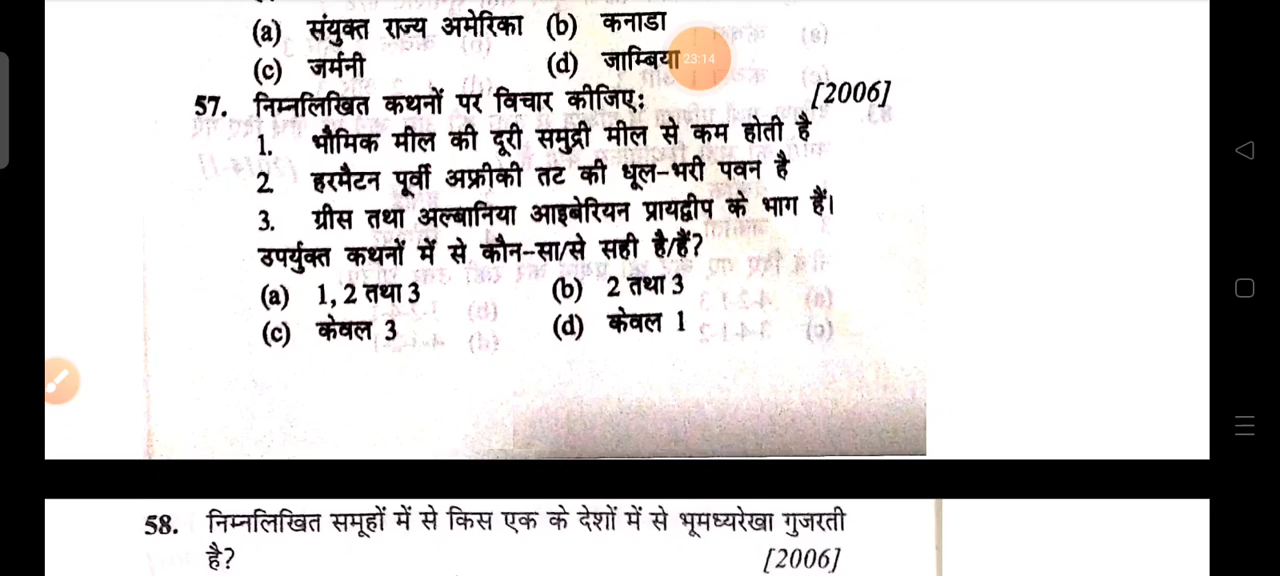 (a) संयुक्त राज्य अमेरिका (b) कनाडा
(c) जर्मनी (d) जाम्बिया
23:14
57. निम्नलिखित कथनों पर विचार कीजिए: [2006]
1. भौमिक मील की दूरी समुद्री मील से कम होती है
2. हरमैटन पूर्वी अफ्रीकी तट की धूल-भरी पवन है
3. ग्रीस तथा अल्बानिया आइबेरियन प्रायद्वीप के भाग हैं।
उपर्युक्त कथनों में से कौन-सा/से सही है/हैं?
(a) 1, 2 तथा 3 (b) 2 तथा 3
(c) केवल 3 (d) केवल 1
58. निम्नलिखित समूहों में से किस एक के देशों में से भूमध्यरेखा गुजरती
है? [2006]